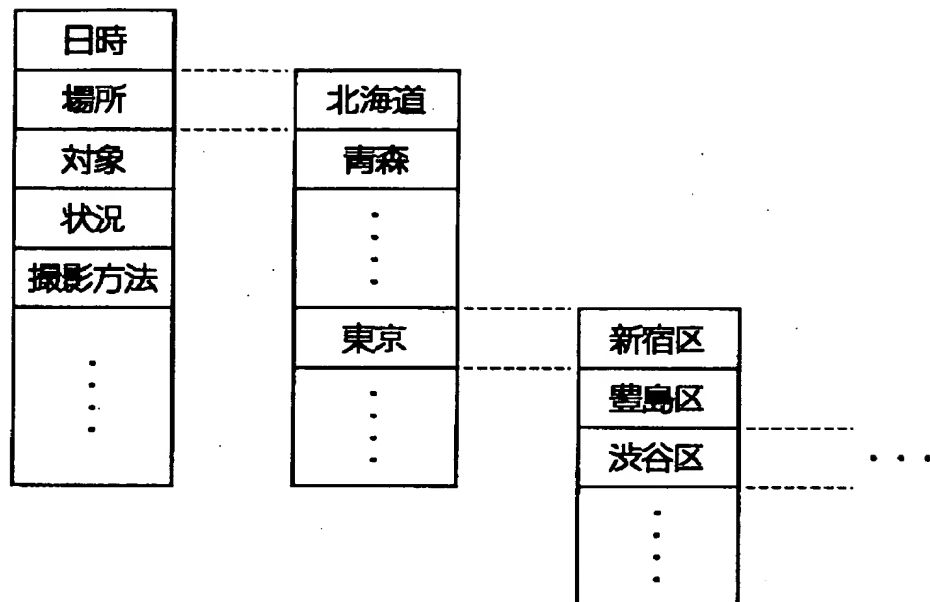 日時
場所
対象
状況
撮影方法
北海道
青森
東京
新宿区
豊島区
渋谷区